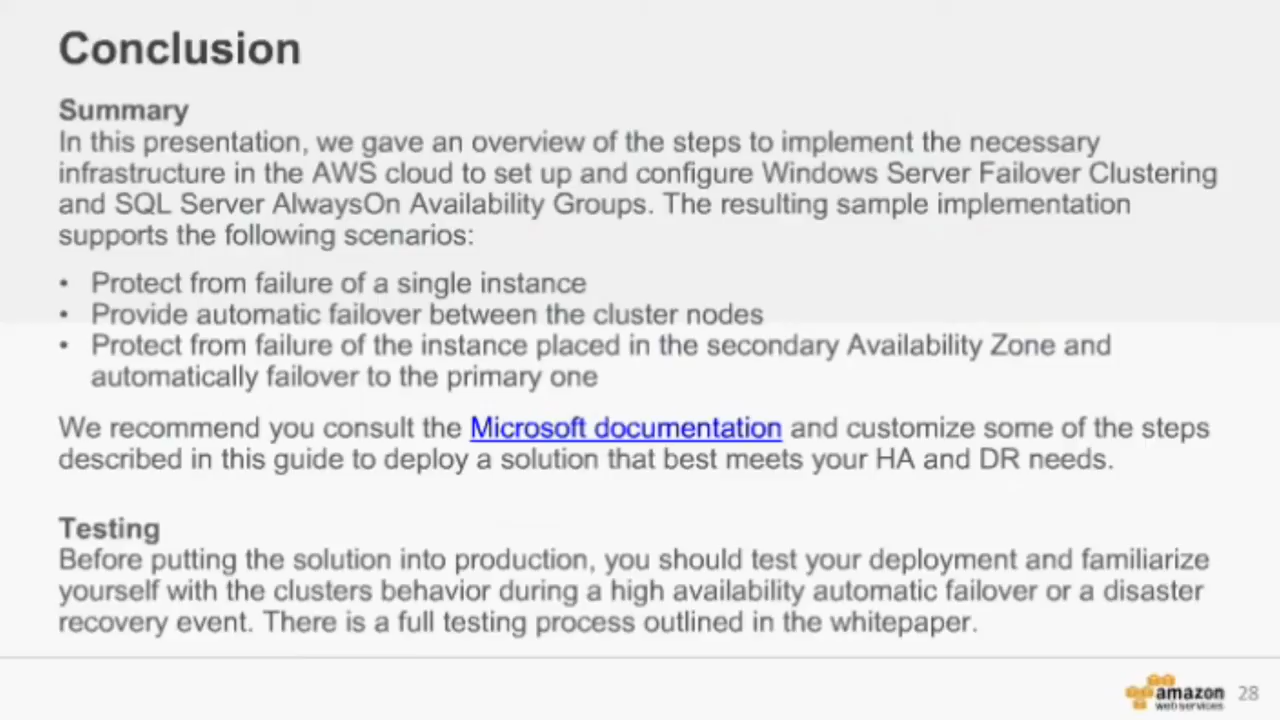 Conclusion
Summary
In this presentation, we gave an overview of the steps to implement the necessary
infrastructure in the AWS cloud to set up and configure Windows Server Failover Clustering
and SQL Server AlwaysOn Availability Groups. The resulting sample implementation
supports the following scenarios:
• Protect from failure of a single instance
• Provide automatic failover between the cluster nodes
• Protect from failure of the instance placed in the secondary Availability Zone and
automatically failover to the primary one
We recommend you consult the Microsoft documentation and customize some of the steps
described in this guide to deploy a solution that best meets your HA and DR needs.
Testing
Before putting the solution into production, you should test your deployment and familiarize
yourself with the clusters behavior during a high availability automatic failover or a disaster
recovery event. There is a full testing process outlined in the whitepaper.
amazon
web services
28